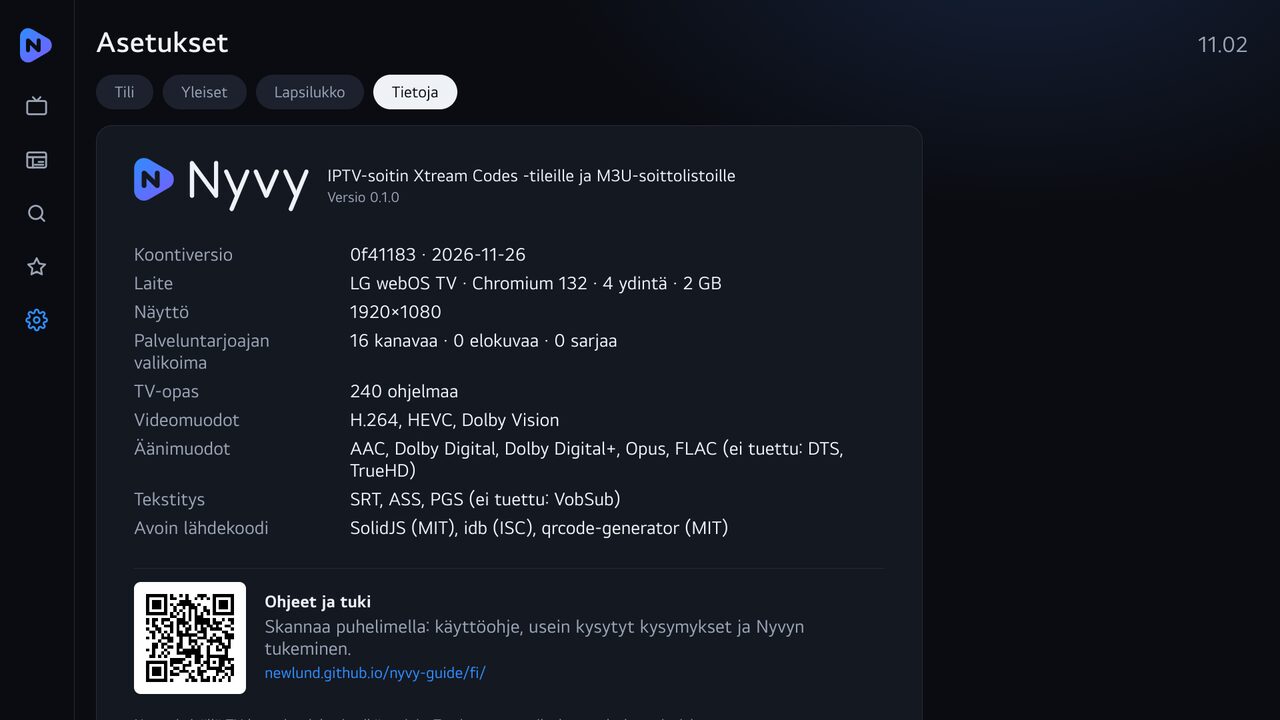 Asetukset
11.02
Tili
Yleiset
Lapsilukko
Tietoja
Nyvy
IPTV-soitin Xtream Codes -tileille ja M3U-soittolistoille
Versio 0.1.0
Koontiversio
0f41183 · 2026-11-26
Laite
LG webOS TV · Chromium 132 · 4 ydintä · 2 GB
Näyttö
1920×1080
Palveluntarjoajan
valikoima
16 kanavaa · 0 elokuvaa · 0 sarjaa
TV-opas
240 ohjelmaa
Videomuodot
H.264, HEVC, Dolby Vision
Äänimuodot
AAC, Dolby Digital, Dolby Digital+, Opus, FLAC (ei tuettu: DTS,
TrueHD)
Tekstitys
SRT, ASS, PGS (ei tuettu: VobSub)
Avoin lähdekoodi
SolidJS (MIT), idb (ISC), qrcode-generator (MIT)
Ohjeet ja tuki
Skannaa puhelimella: käyttöohje, usein kysytyt kysymykset ja Nyvyn
tukeminen.
newlund.github.io/nyvy-guide/fi/